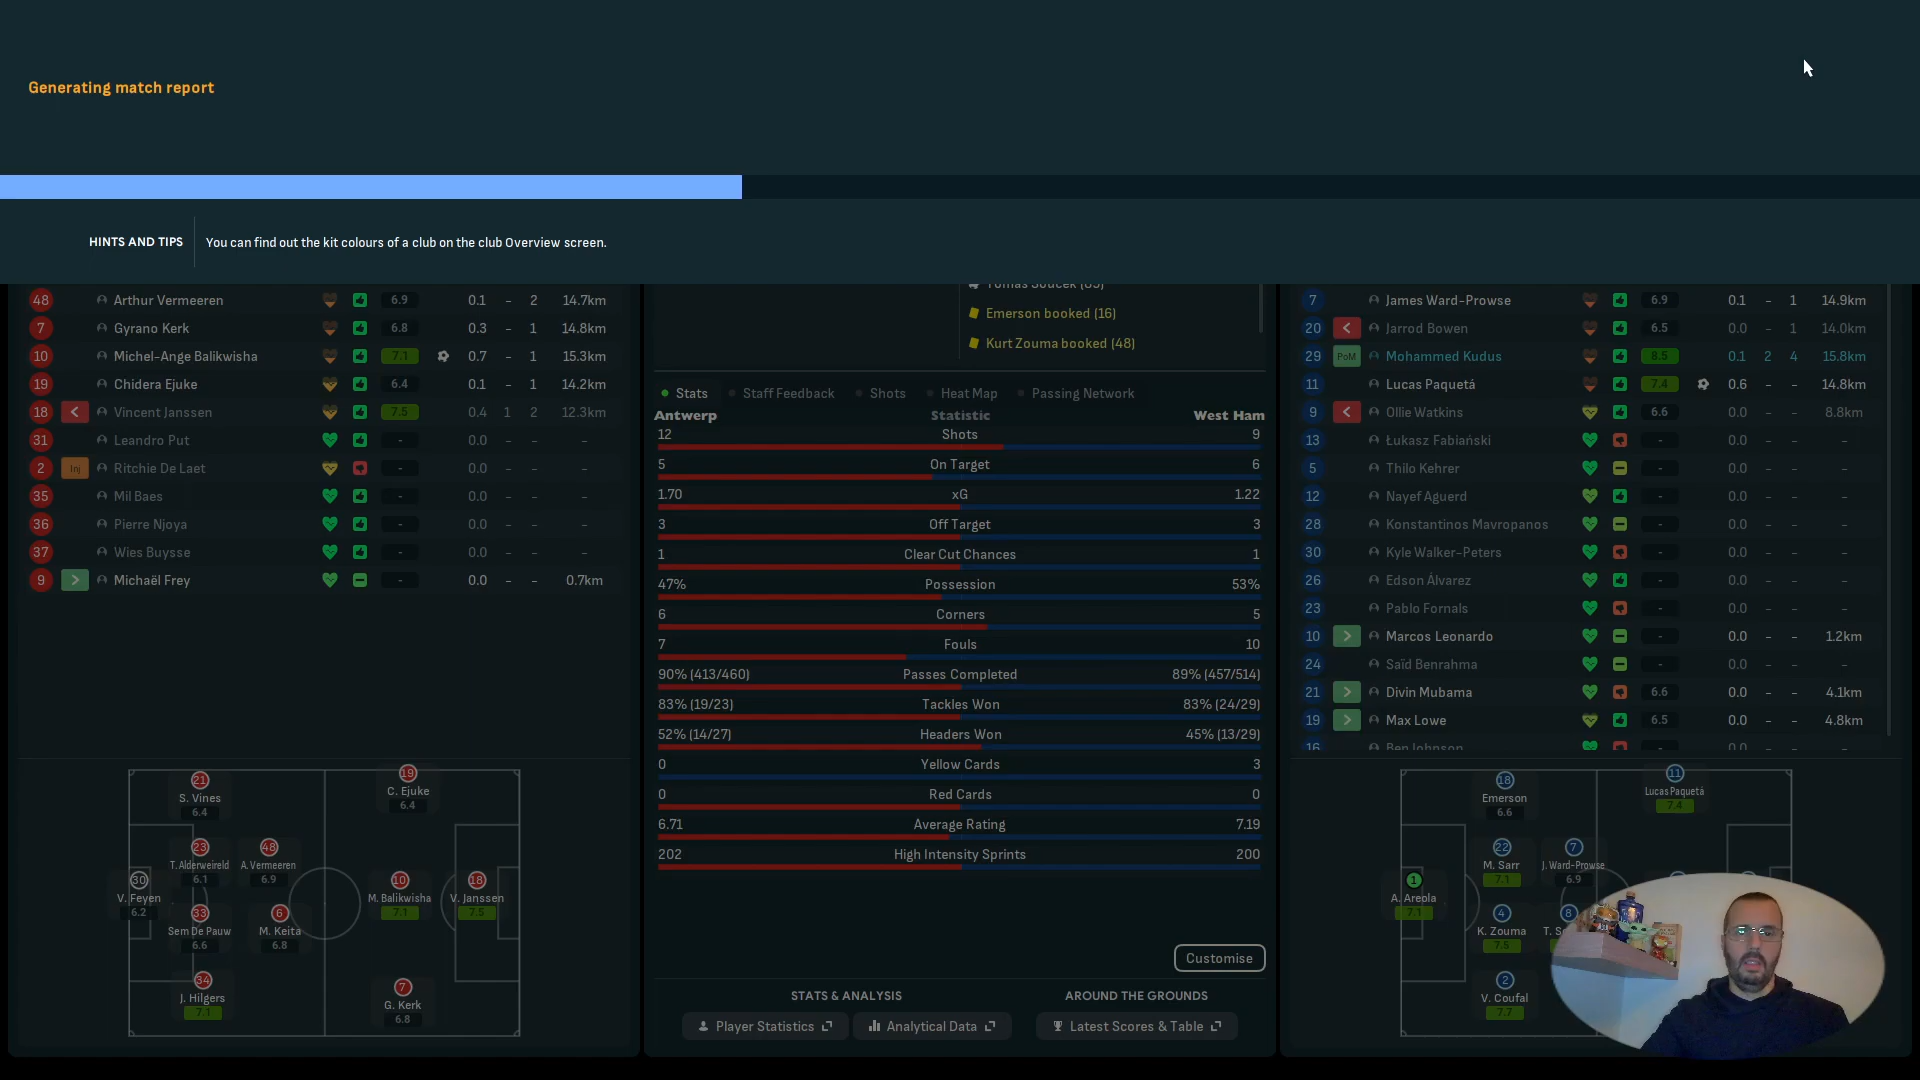 Generating match report
HINTS AND TIPS You can find out the kit colours of a club on the club Overview screen.
48 Arthur Vermeeren 6.9 0.1 - 2 14.7km
7 Gyrano Kerk 6.8 0.3 - 1 14.8km
10 Michel-Ange Balikwisha 7.1 0.7 - 1 15.3km
19 Chidera Ejuke 6.4 0.1 - 1 14.2km
18 Vincent Janssen 7.5 0.4 1 2 12.3km
31 Leandro Put - 0.0 - - -
2 Inj Ritchie De Laet - 0.0 - - -
35 Mil Baes - 0.0 - - -
36 Pierre Njoya - 0.0 - - -
37 Wies Buysse - 0.0 - - -
9 Michaël Frey - 0.0 - - 0.7km
21
S. Vines
6.4
19
C. Ejuke
6.4
23
T. Alderweireld
6.1
48
A. Vermeeren
6.9
30
V. Feyen
6.2
10
M. Balikwisha
7.1
18
V. Janssen
7.5
33
Sem De Pauw
6.6
6
M. Keita
6.8
34
J. Hilgers
7.1
7
G. Kerk
6.8
Emerson booked (16)
Kurt Zouma booked (48)
Stats Staff Feedback Shots Heat Map Passing Network
Antwerp Statistic West Ham
12 Shots 9
5 On Target 6
1.70 xG 1.22
3 Off Target 3
1 Clear Cut Chances 1
47% Possession 53%
6 Corners 5
7 Fouls 10
90% (413/460) Passes Completed 89% (457/514)
83% (19/23) Tackles Won 83% (24/29)
52% (14/27) Headers Won 45% (13/29)
0 Yellow Cards 3
0 Red Cards 0
6.71 Average Rating 7.19
202 High Intensity Sprints 200
Customise
STATS & ANALYSIS AROUND THE GROUNDS
Player Statistics Analytical Data Latest Scores & Table
7 James Ward-Prowse 6.9 0.1 - 1 14.9km
20 Jarrod Bowen 6.5 0.0 - 1 14.0km
29 PoM Mohammed Kudus 8.5 0.1 2 4 15.8km
11 Lucas Paquetá 7.4 0.6 - - 14.8km
9 Ollie Watkins 6.6 0.0 - - 8.8km
13 Łukasz Fabiański - 0.0 - - -
5 Thilo Kehrer - 0.0 - - -
12 Nayef Aguerd - 0.0 - - -
28 Konstantinos Mavropanos - 0.0 - - -
30 Kyle Walker-Peters - 0.0 - - -
26 Edson Álvarez - 0.0 - - -
23 Pablo Fornals - 0.0 - - -
10 Marcos Leonardo - 0.0 - - 1.2km
24 Saïd Benrahma - 0.0 - - -
21 Divin Mubama 6.6 0.0 - - 4.1km
19 Max Lowe 6.5 0.0 - - 4.8km
16 Ben Johnson 0.0
18
Emerson
6.6
11
Lucas Paquetá
7.4
22
M. Sarr
7.1
7
J. Ward-Prowse
6.9
1
A. Areola
7.1
4
K. Zouma
7.5
8
2
V. Coufal
7.7